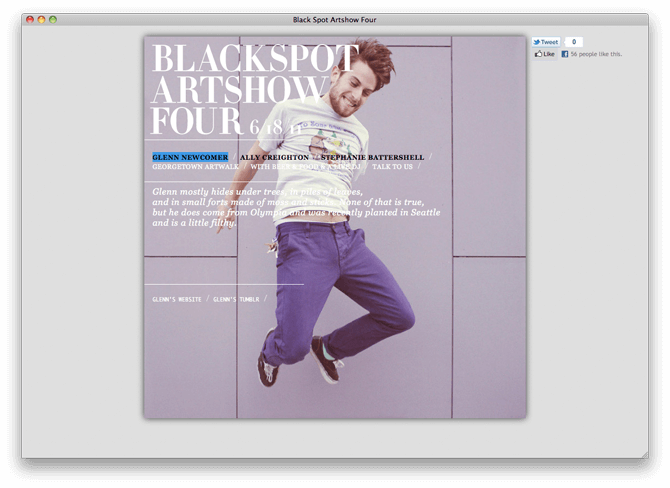 Black Spot Artshow Four
Tweet 0
Like 56 people like this.
BLACKSPOT
ARTSHOW
FOUR 6/18/11
GLENN NEWCOMER / ALLY CREIGHTON / STEPHANIE BATTERSHELL /
GEORGETOWN ARTWALK / WITH BEER & FOOD & A FAKE DJ / TALK TO US /
Glenn mostly hides under trees, in piles of leaves,
and in small forts made of moss and sticks. None of that is true,
but he does come from Olympia and was recently planted in Seattle
and is a little filthy.
GLENN'S WEBSITE / GLENN'S TUMBLR /